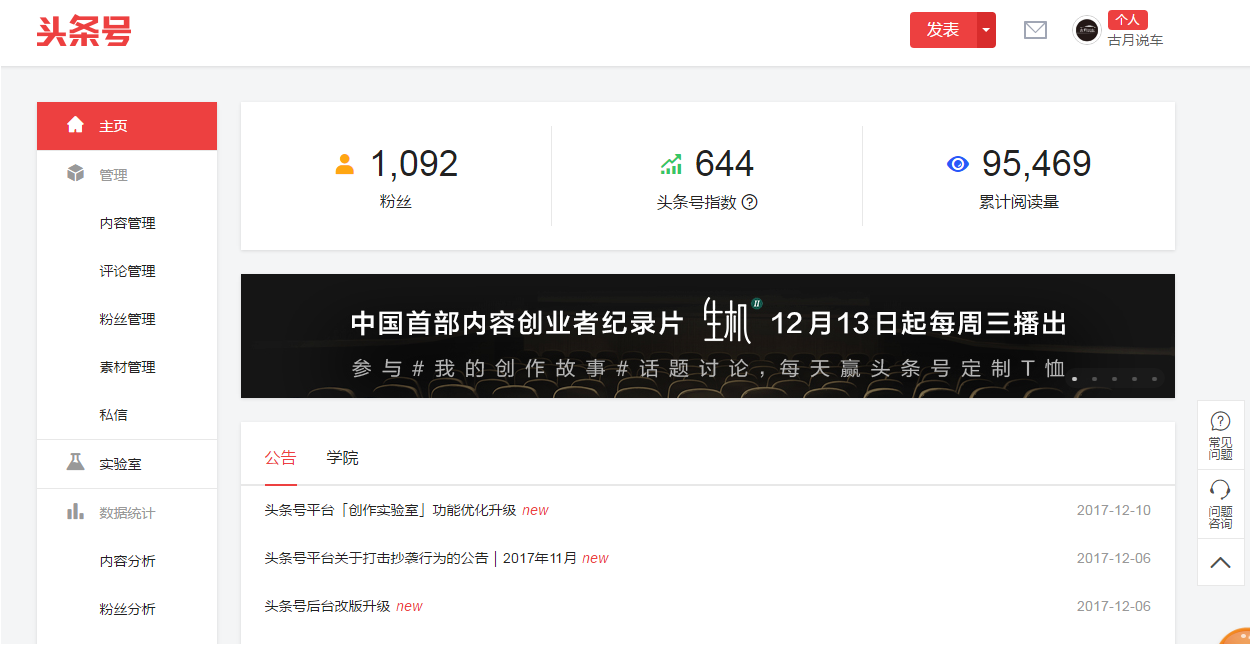 头条号
发表
个人
古月说车
主页
管理
内容管理
评论管理
粉丝管理
素材管理
私信
实验室
数据统计
内容分析
粉丝分析
1,092
粉丝
644
头条号指数
95,469
累计阅读量
中国首部内容创业者纪录片 生机 II 12月13日起每周三播出
参与#我的创作故事#话题讨论,每天赢头条号定制T恤
公告 学院
头条号平台「创作实验室」功能优化升级 new 2017-12-10
头条号平台关于打击抄袭行为的公告 | 2017年11月 new 2017-12-06
头条号后台改版升级 new 2017-12-06
常见
问题
问题
咨询